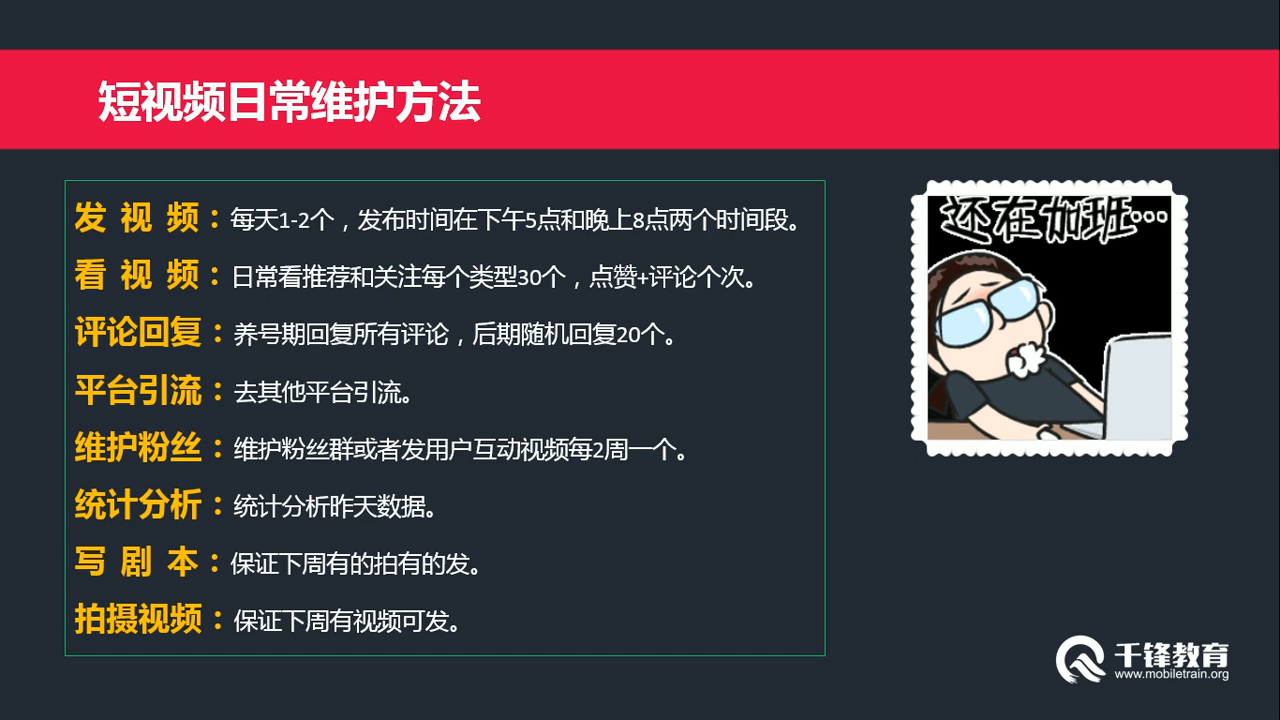 短视频日常维护方法
发 视 频：每天1-2个，发布时间在下午5点和晚上8点两个时间段。
看 视 频：日常看推荐和关注每个类型30个，点赞+评论个次。
评论回复：养号期回复所有评论，后期随机回复20个。
平台引流：去其他平台引流。
维护粉丝：维护粉丝群或者发用户互动视频每2周一个。
统计分析：统计分析昨天数据。
写 剧 本：保证下周有的拍有的发。
拍摄视频：保证下周有视频可发。
还在加班…
千锋教育
www.mobiletrain.org